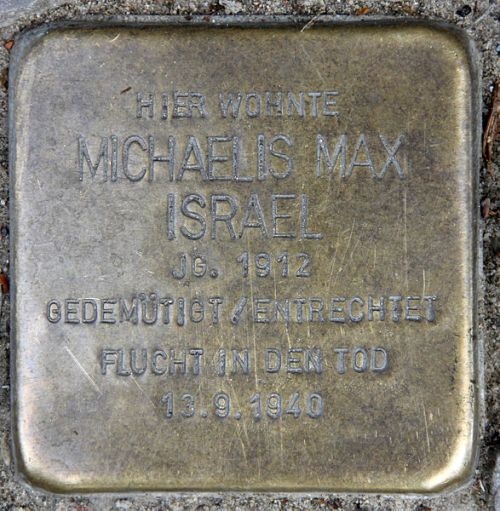 HIER WOHNTE
MICHAELIS MAX
ISRAEL
JG. 1912
GEDEMÜTIGT/ENTRECHTET
FLUCHT IN DEN TOD
13.9.1940